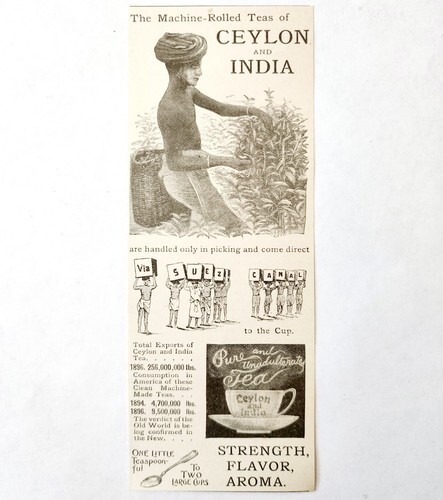 The Machine-Rolled Teas of
CEYLON
AND
INDIA
are handled only in picking and come direct
Via SUEZ CANAL
to the Cup.
Total Exports of
Ceylon and India
Tea. . . . . .
1896. 256,000,000 lbs.
Consumption in
America of these
Clean Machine-
Made Teas. . .
1894. 4,700,000 lbs.
1896. 9,500,000 lbs.
The verdict of the
Old World is be-
ing confirmed in
the New. . . .
Pure and
Unadulterated
Tea
Ceylon
and
India
ONE LITTLE
TEASPOON-
ful
TO
TWO
LARGE CUPS
STRENGTH,
FLAVOR,
AROMA.